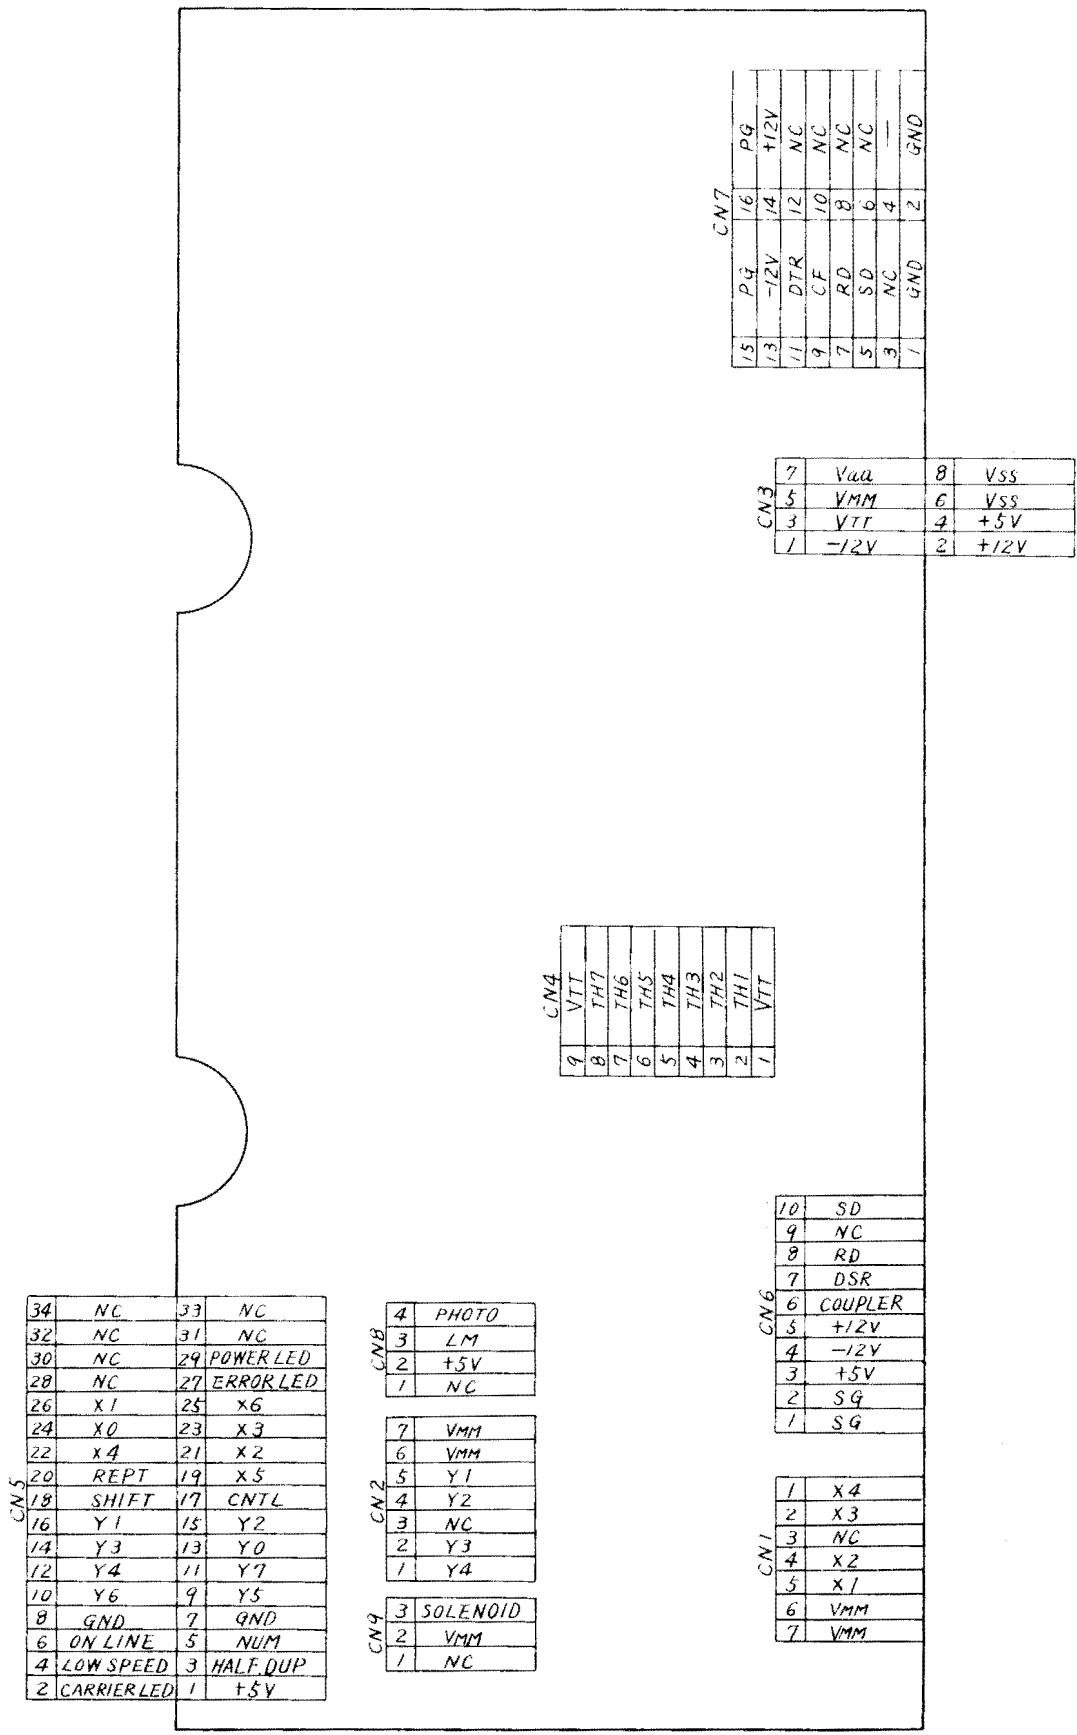 CN7
15 PG 16 PG
13 -12V 14 +12V
11 DTR 12 NC
9 CF 10 NC
7 RD 8 NC
5 SD 6 NC
3 NC 4 —
1 GND 2 GND
CN3
7 Vaa 8 VSS
5 VMM 6 VSS
3 VTT 4 +5V
1 -12V 2 +12V
CN4
9 VTT
8 TH7
7 TH6
6 TH5
5 TH4
4 TH3
3 TH2
2 TH1
1 VTT
CN6
10 SD
9 NC
8 RD
7 DSR
6 COUPLER
5 +12V
4 -12V
3 +5V
2 SG
1 SG
CN5
34 NC 33 NC
32 NC 31 NC
30 NC 29 POWER LED
28 NC 27 ERROR LED
26 X1 25 X6
24 X0 23 X3
22 X4 21 X2
20 REPT 19 X5
18 SHIFT 17 CNTL
16 Y1 15 Y2
14 Y3 13 Y0
12 Y4 11 Y7
10 Y6 9 Y5
8 GND 7 GND
6 ON LINE 5 NUM
4 LOW SPEED 3 HALF.DUP
2 CARRIER LED 1 +5V
CN8
4 PHOTO
3 LM
2 +5V
1 NC
CN2
7 VMM
6 VMM
5 Y1
4 Y2
3 NC
2 Y3
1 Y4
CN9
3 SOLENOID
2 VMM
1 NC
CN1
1 X4
2 X3
3 NC
4 X2
5 X1
6 VMM
7 VMM